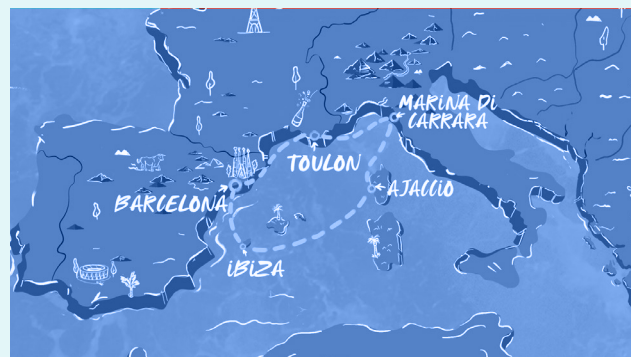 MARINA Di
CARRARA
TOULON
AJACCiO
BARCELONA
iBiZA